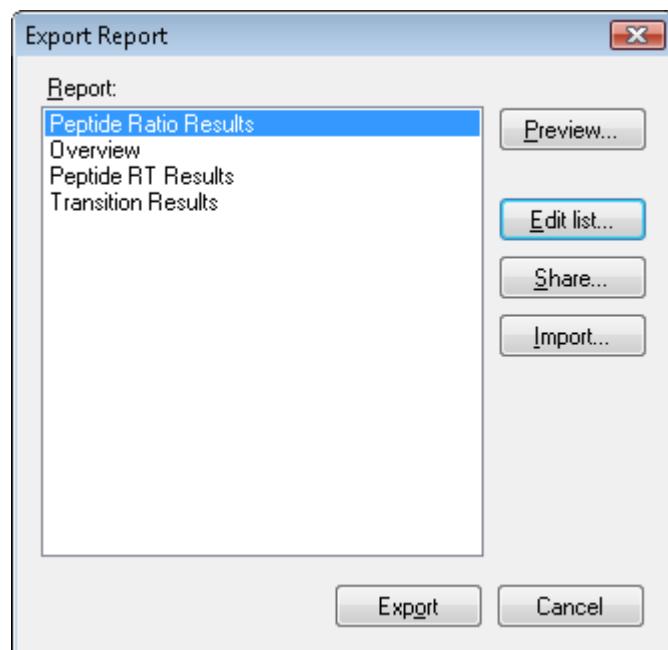 Export Report
Report:
Peptide Ratio Results
Overview
Peptide RT Results
Transition Results
Preview...
Edit list...
Share...
Import...
Export
Cancel